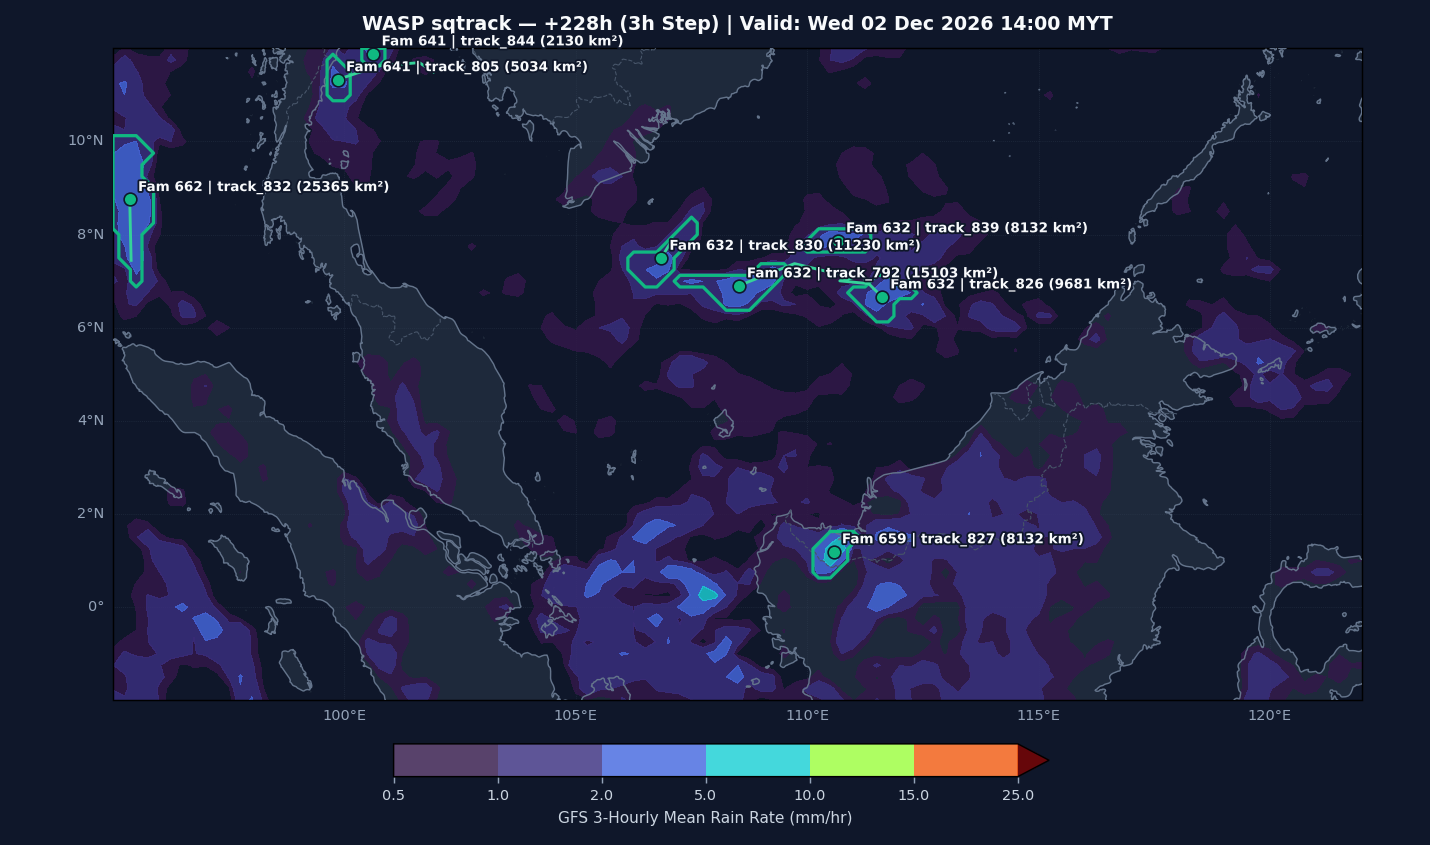 WASP sqtrack — +228h (3h Step) | Valid: Wed 02 Dec 2026 14:00 MYT
Fam 641 | track_844 (2130 km²)
Fam 641 | track_805 (5034 km²)
10°N
Fam 662 | track_832 (25365 km²)
8°N
Fam 632 | track_839 (8132 km²)
Fam 632 | track_830 (11230 km²)
Fam 632 | track_792 (15103 km²)
Fam 632 | track_826 (9681 km²)
6°N
4°N
2°N
Fam 659 | track_827 (8132 km²)
0°
100°E 105°E 110°E 115°E 120°E
0.5 1.0 2.0 5.0 10.0 15.0 25.0
GFS 3-Hourly Mean Rain Rate (mm/hr)